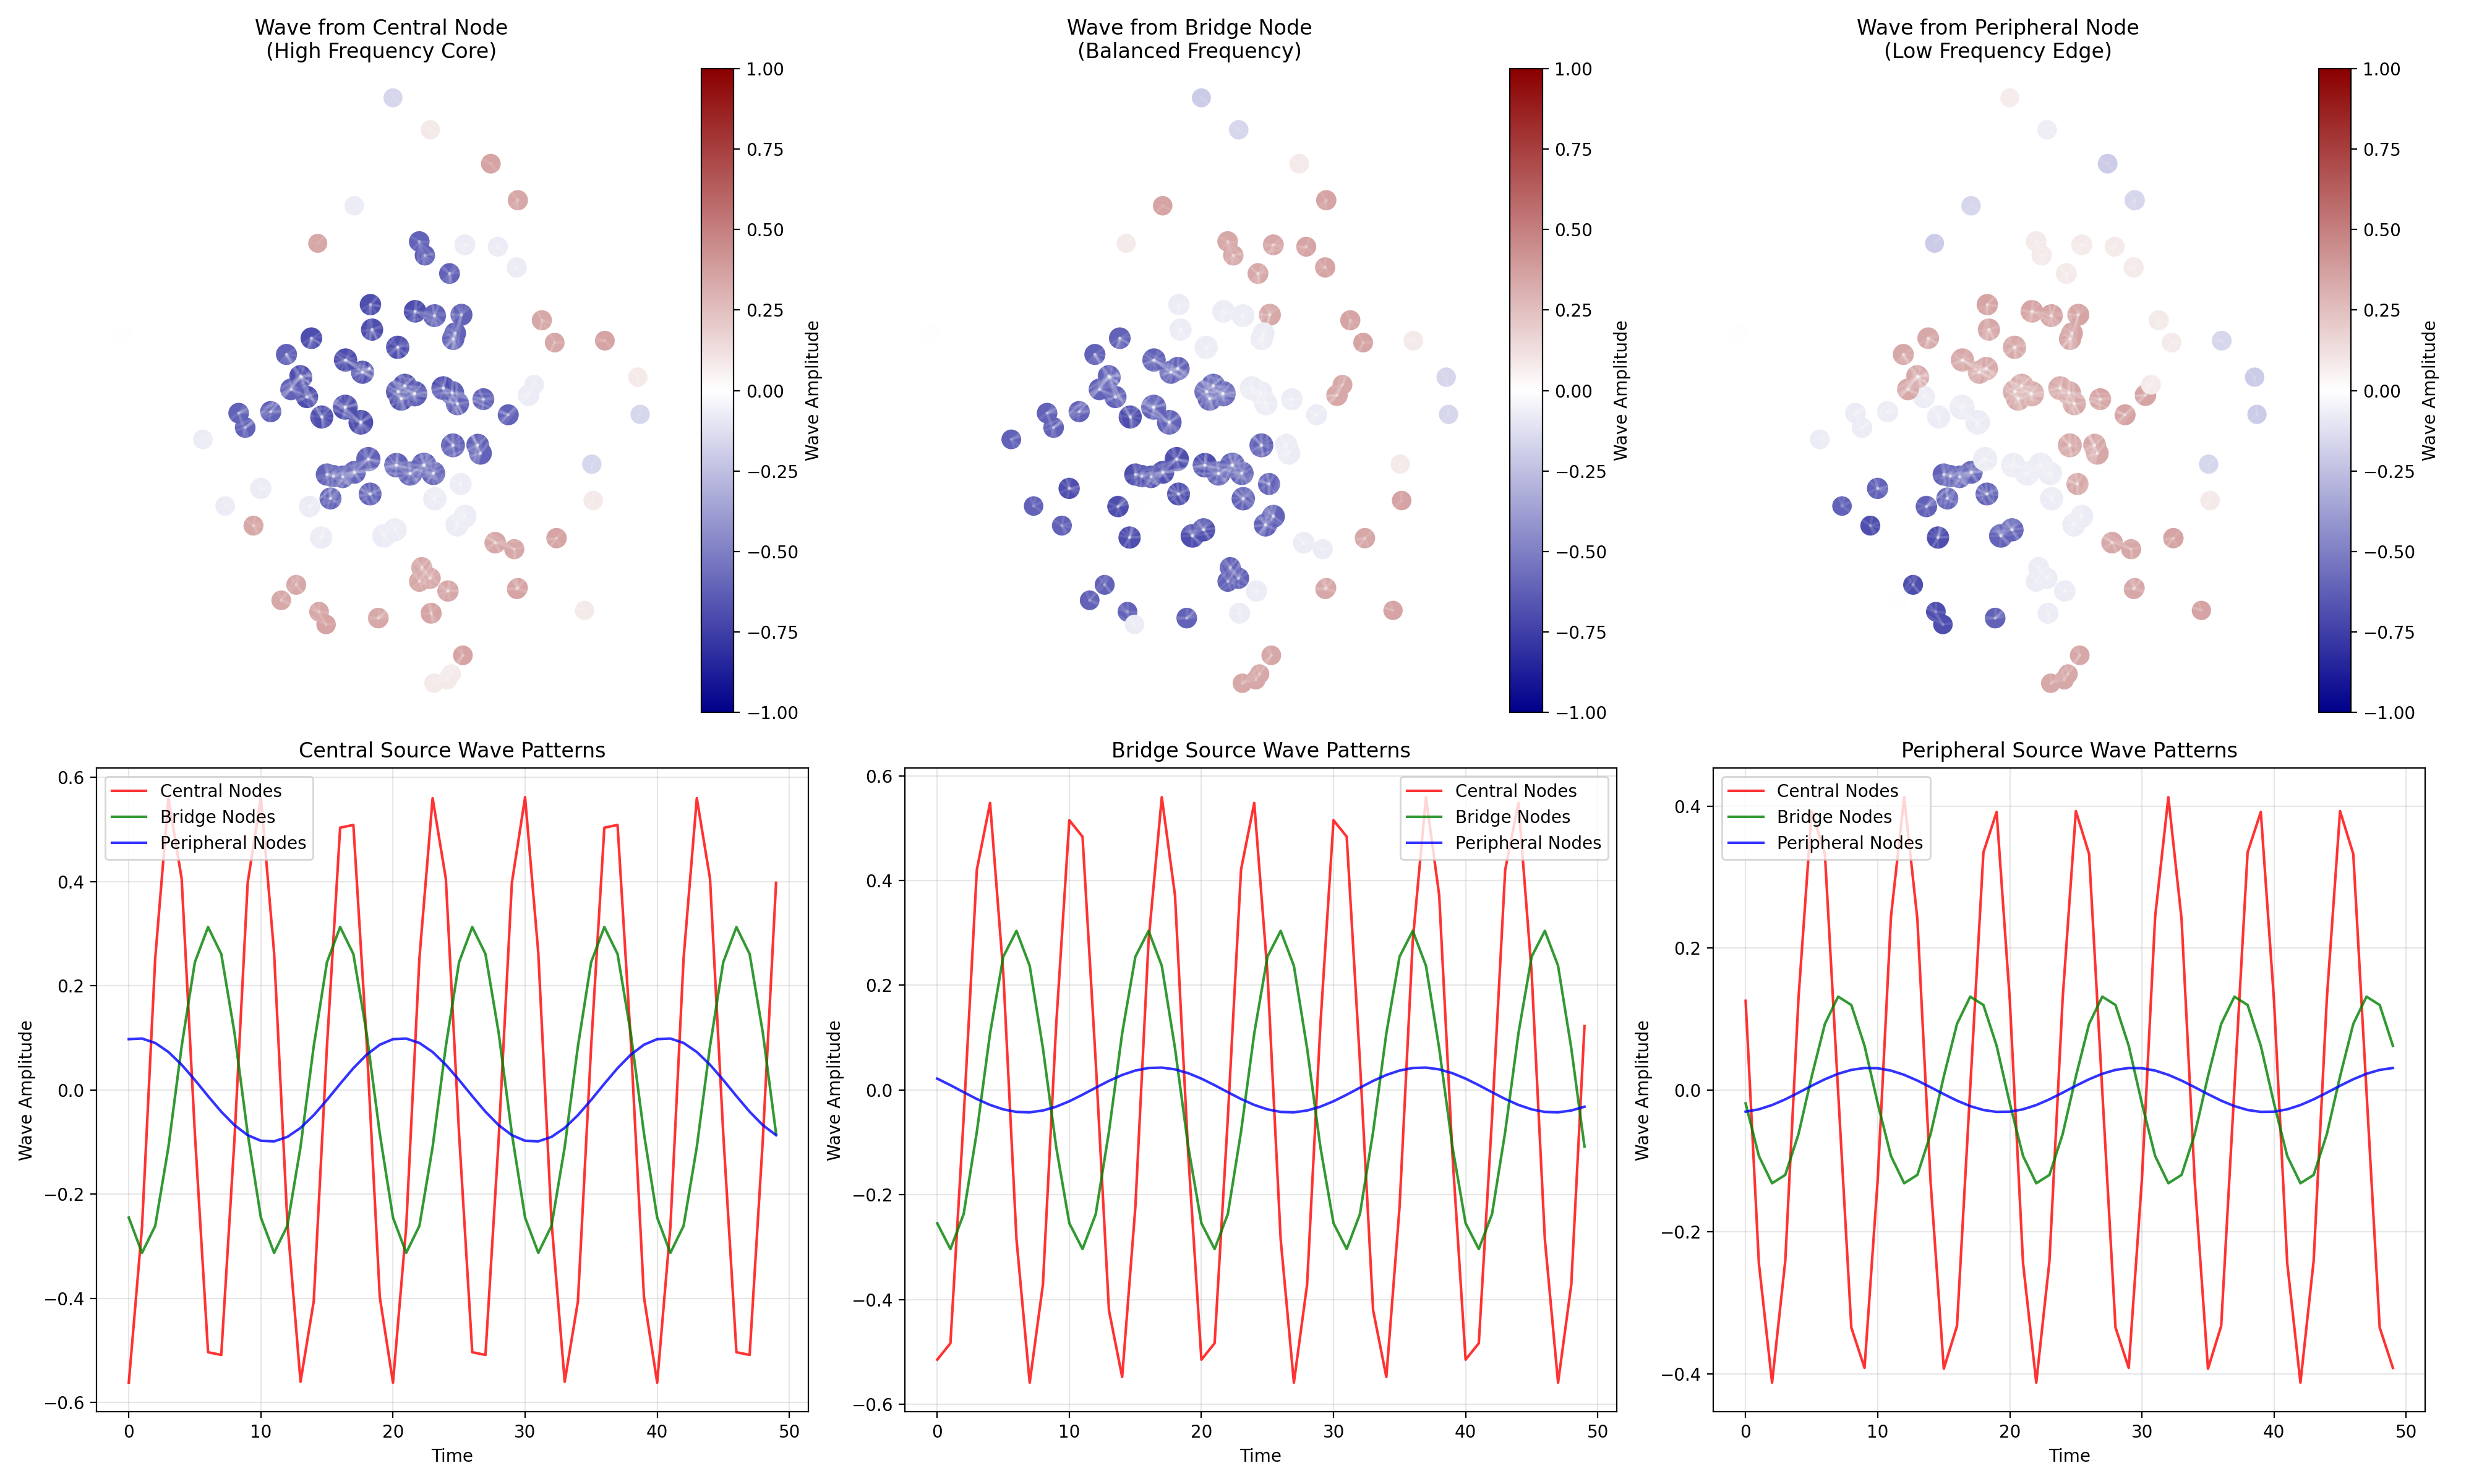 Wave from Central Node
(High Frequency Core)
1.00
0.75
0.50
0.25
0.00
−0.25
−0.50
−0.75
−1.00
Wave Amplitude
Wave from Bridge Node
(Balanced Frequency)
1.00
0.75
0.50
0.25
0.00
−0.25
−0.50
−0.75
−1.00
Wave Amplitude
Wave from Peripheral Node
(Low Frequency Edge)
1.00
0.75
0.50
0.25
0.00
−0.25
−0.50
−0.75
−1.00
Wave Amplitude
Central Source Wave Patterns
Central Nodes
Bridge Nodes
Peripheral Nodes
0.6
0.4
0.2
0.0
−0.2
−0.4
−0.6
Wave Amplitude
0 10 20 30 40 50
Time
Bridge Source Wave Patterns
Central Nodes
Bridge Nodes
Peripheral Nodes
0.6
0.4
0.2
0.0
−0.2
−0.4
−0.6
Wave Amplitude
0 10 20 30 40 50
Time
Peripheral Source Wave Patterns
Central Nodes
Bridge Nodes
Peripheral Nodes
0.4
0.2
0.0
−0.2
−0.4
Wave Amplitude
0 10 20 30 40 50
Time